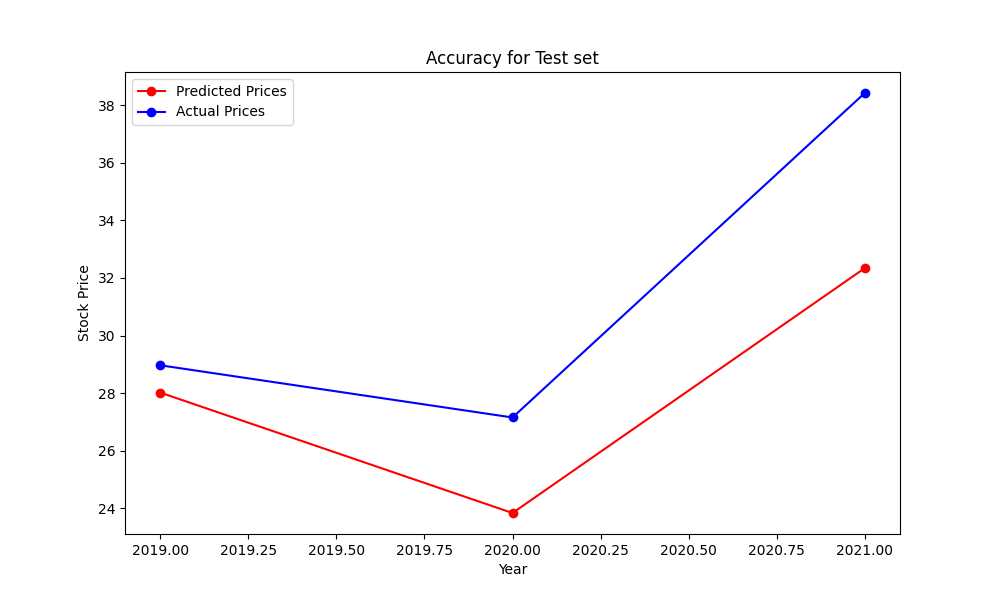 Accuracy for Test set
Predicted Prices
Actual Prices
38
36
34
32
30
28
26
24
Stock Price
2019.00 2019.25 2019.50 2019.75 2020.00 2020.25 2020.50 2020.75 2021.00
Year